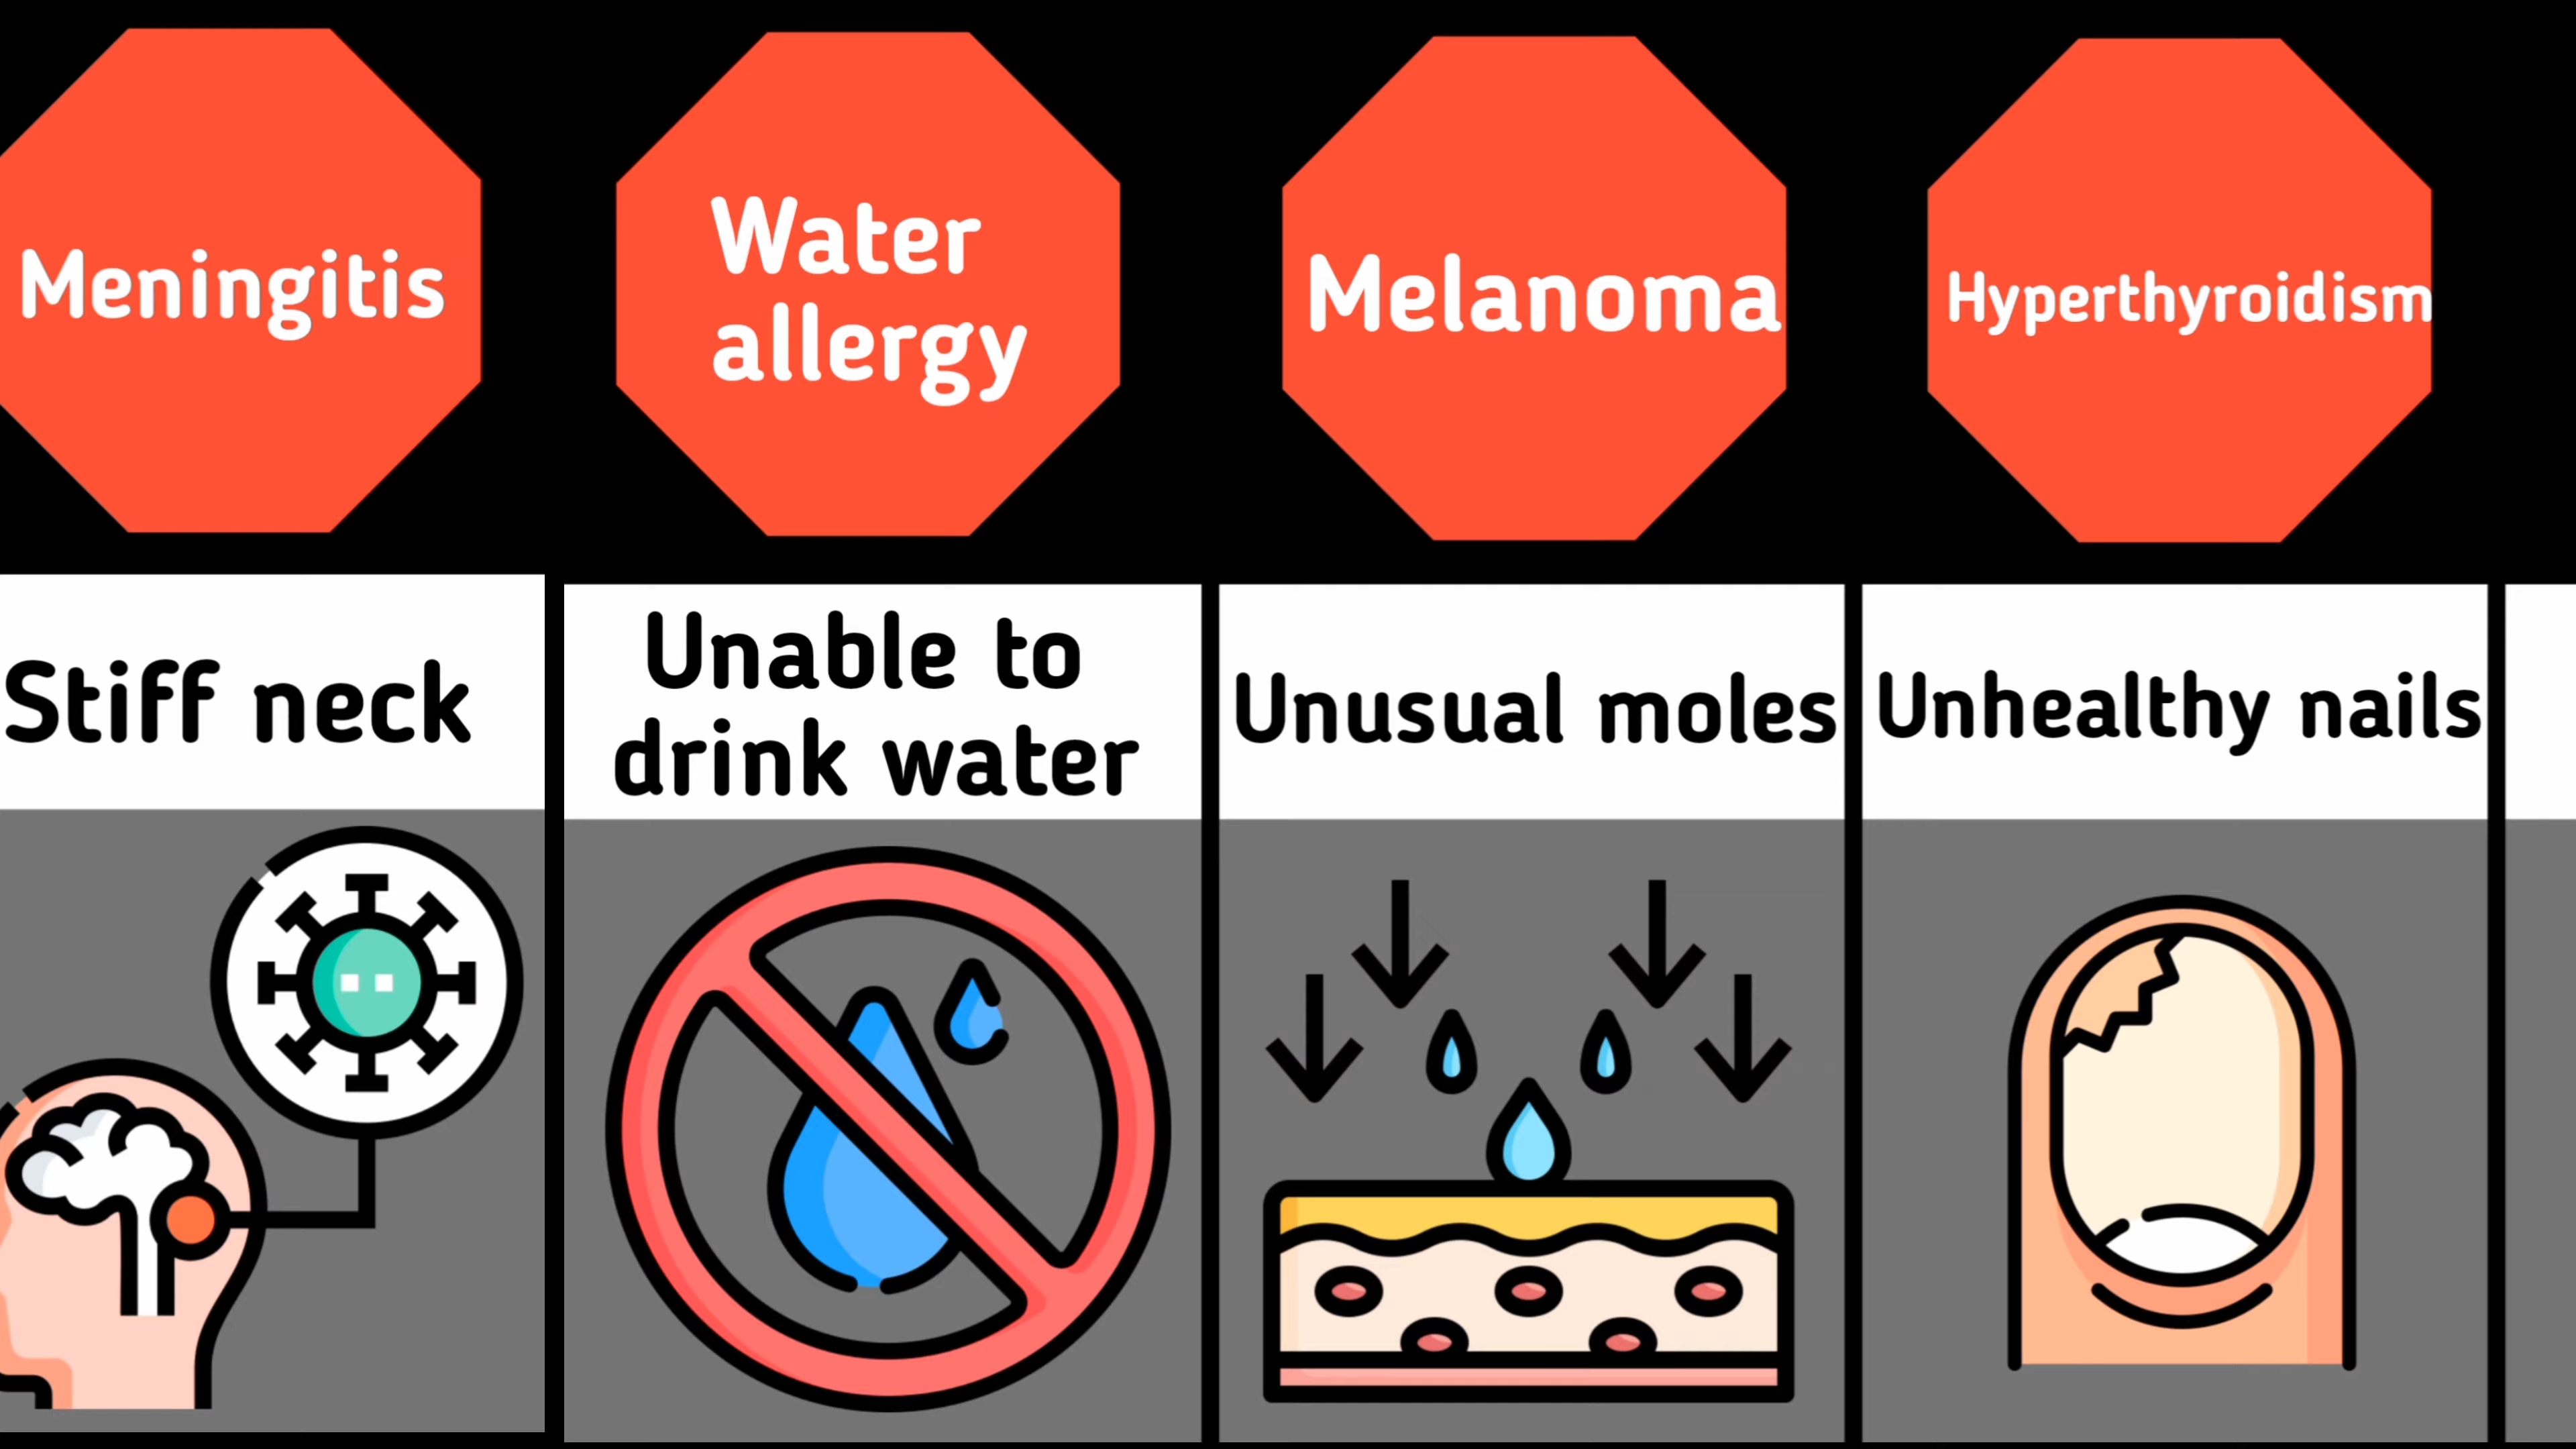 Meningitis
Water
allergy
Melanoma
Hyperthyroidism
Stiff neck
Unable to
drink water
Unusual moles
Unhealthy nails